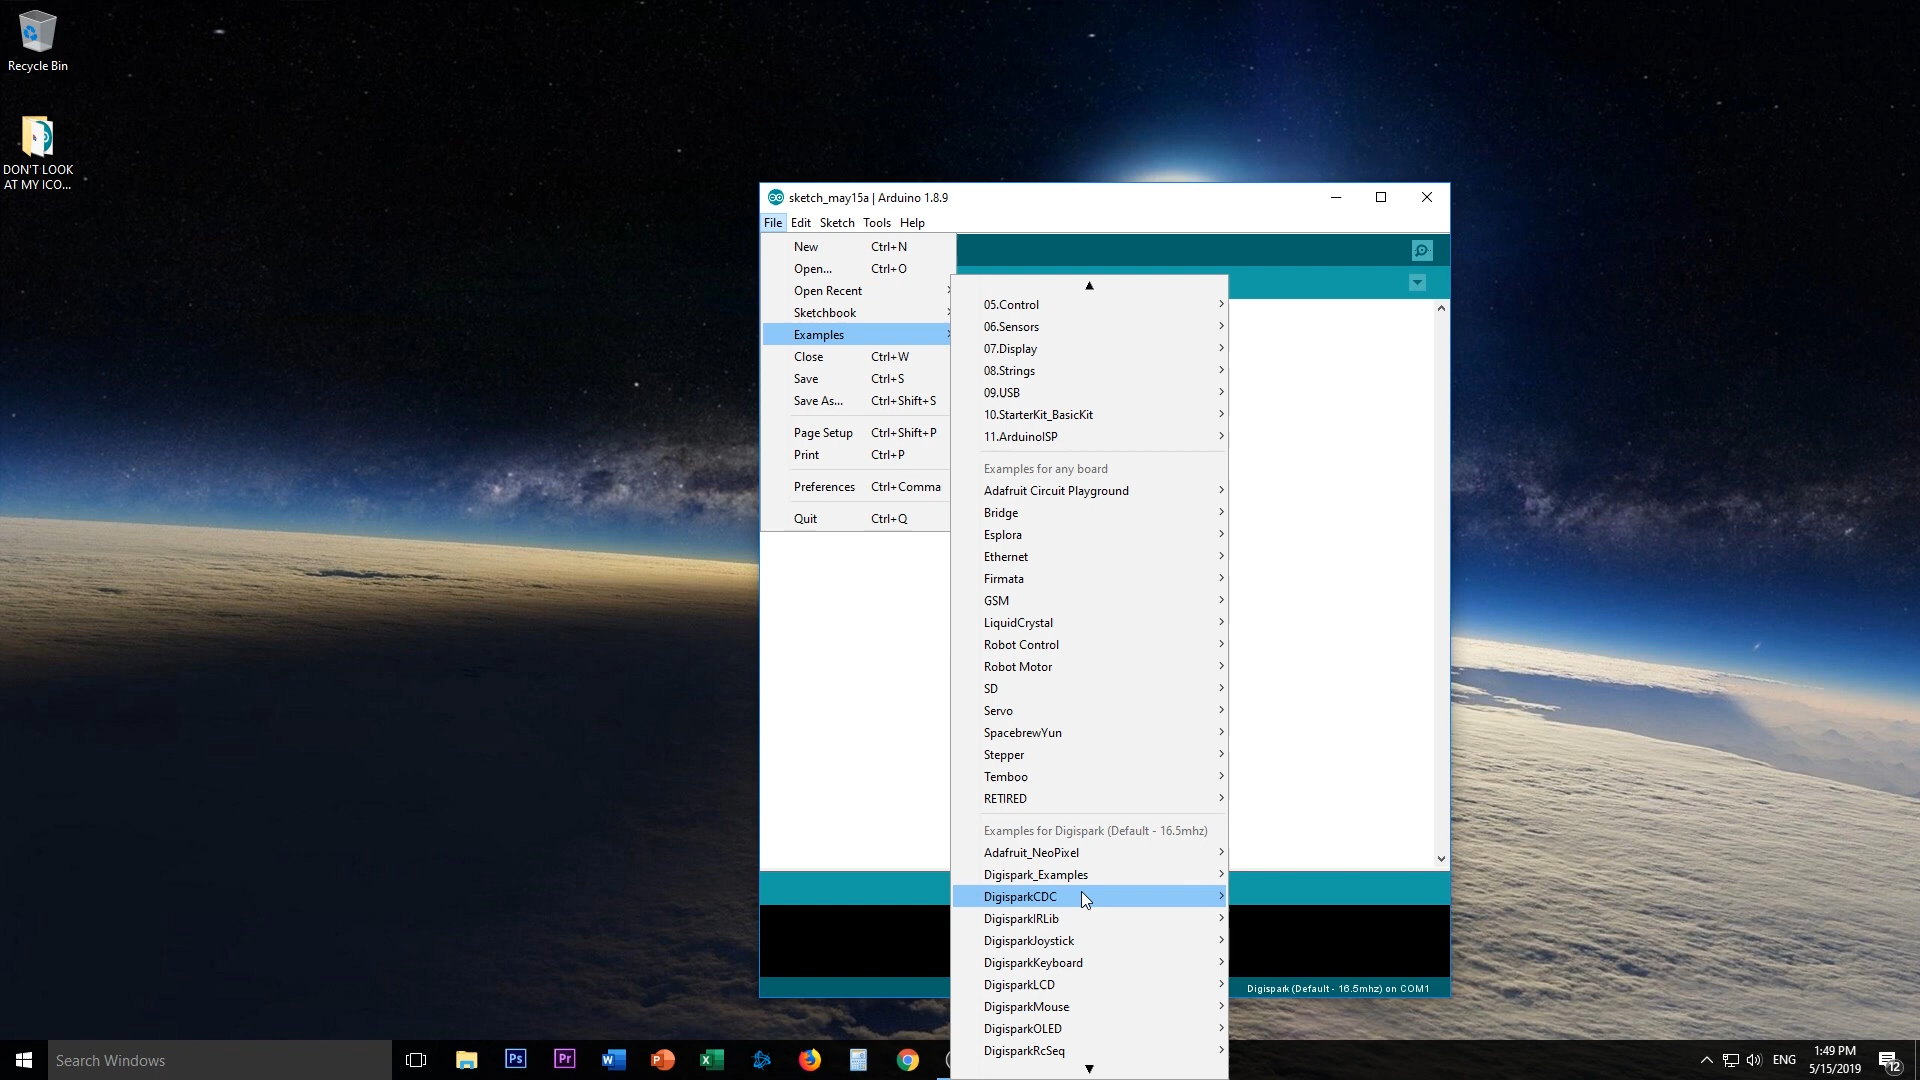 Recycle Bin
DON'T LOOK
AT MY ICO...
sketch_may15a | Arduino 1.8.9
File Edit Sketch Tools Help
New Ctrl+N
Open... Ctrl+O
Open Recent
Sketchbook
Examples
Close Ctrl+W
Save Ctrl+S
Save As... Ctrl+Shift+S
Page Setup Ctrl+Shift+P
Print Ctrl+P
Preferences Ctrl+Comma
Quit Ctrl+Q
05.Control
06.Sensors
07.Display
08.Strings
09.USB
10.StarterKit_BasicKit
11.ArduinoISP
Examples for any board
Adafruit Circuit Playground
Bridge
Esplora
Ethernet
Firmata
GSM
LiquidCrystal
Robot Control
Robot Motor
SD
Servo
SpacebrewYun
Stepper
Temboo
RETIRED
Examples for Digispark (Default - 16.5mhz)
Adafruit_NeoPixel
Digispark_Examples
DigisparkCDC
DigisparkIRLib
DigisparkJoystick
DigisparkKeyboard
DigisparkLCD
DigisparkMouse
DigisparkOLED
DigisparkRcSeq
Digispark (Default - 16.5mhz) on COM1
Search Windows
Ps
Pr
ENG
1:49 PM
5/15/2019
12